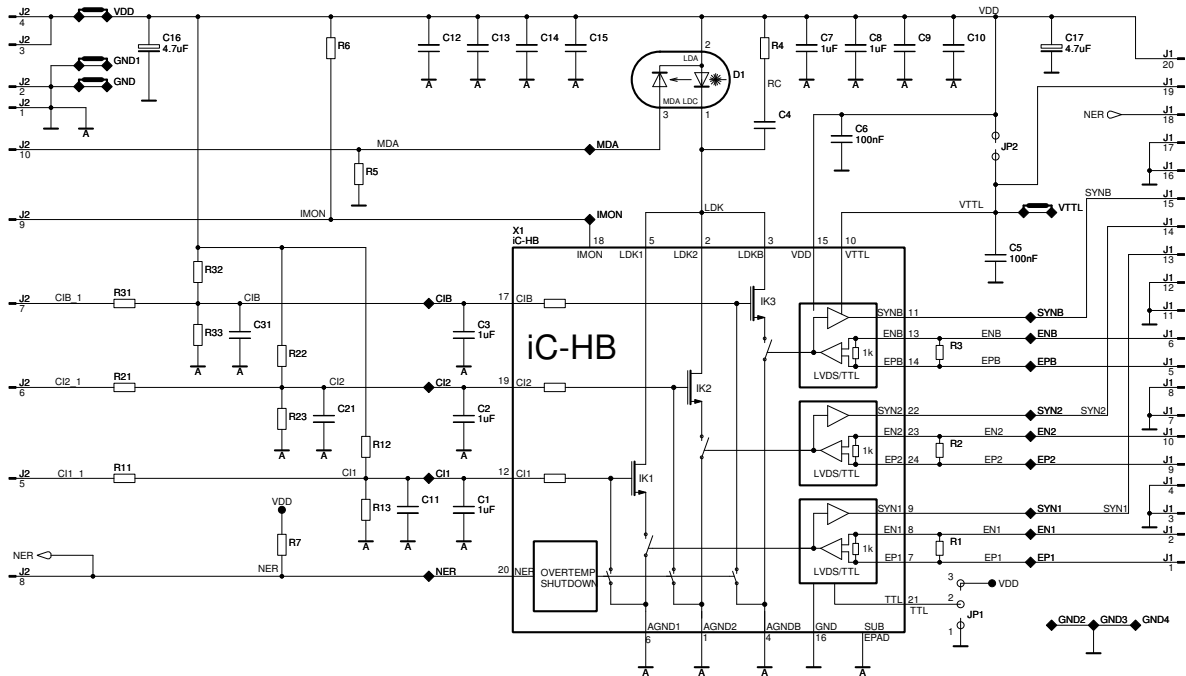 J2 4 VDD
J2 3
C16 4.7uF
GND1
J2 2 GND
J2 1
A
R6
C12 C13 C14 C15
A A A A
2
LDA
D1
MDA LDC
3 1
R4
RC
C4
C7 1uF
C8 1uF
C9
C10
A A A A
VDD
C17 4.7uF
J1 20
J1 19
NER J1 18
J1 17
J1 16
J2 10
MDA
MDA
R5
C6 100nF
JP2
J2 9
IMON
IMON
LDK
VTTL
VTTL
SYNB J1 15
J1 14
J1 13
J1 12
J1 11
C5 100nF
X1
iC-HB
18 5 2 3 15 10
IMON LDK1 LDK2 LDKB VDD VTTL
R32
J2 7
CIB_1
R31
CIB
CIB
17 CIB
IK3
R33
C31
A A
C3 1uF
A
iC-HB
SYNB 11 SYNB
ENB 13 ENB J1 6
1k
R3
EPB 14 EPB J1 5
LVDS/TTL
J1 8
J1 7
R22
J2 6
CI2_1
R21
CI2
CI2
19 CI2
IK2
R23
C21
A A
C2 1uF
A
SYN2 22 SYN2 SYN2
EN2 23 EN2 J1 10
1k
R2
EP2 24 EP2 J1 9
LVDS/TTL
J1 4
J1 3
R12
J2 5
CI1_1
R11
CI1
CI1
12 CI1
IK1
R13
C11
A A
C1 1uF
A
SYN1 9 SYN1 SYN1
EN1 8 EN1 EN1 J1 2
1k
R1
EP1 7 EP1 EP1 J1 1
LVDS/TTL
VDD
R7
NER
J2 8
NER
NER
20 NER
OVERTEMP SHUTDOWN
TTL 21
TTL
3 VDD
2
JP1
1
AGND1 AGND2 AGNDB GND SUB
6 1 4 16 EPAD
A A A A
GND2 GND3 GND4